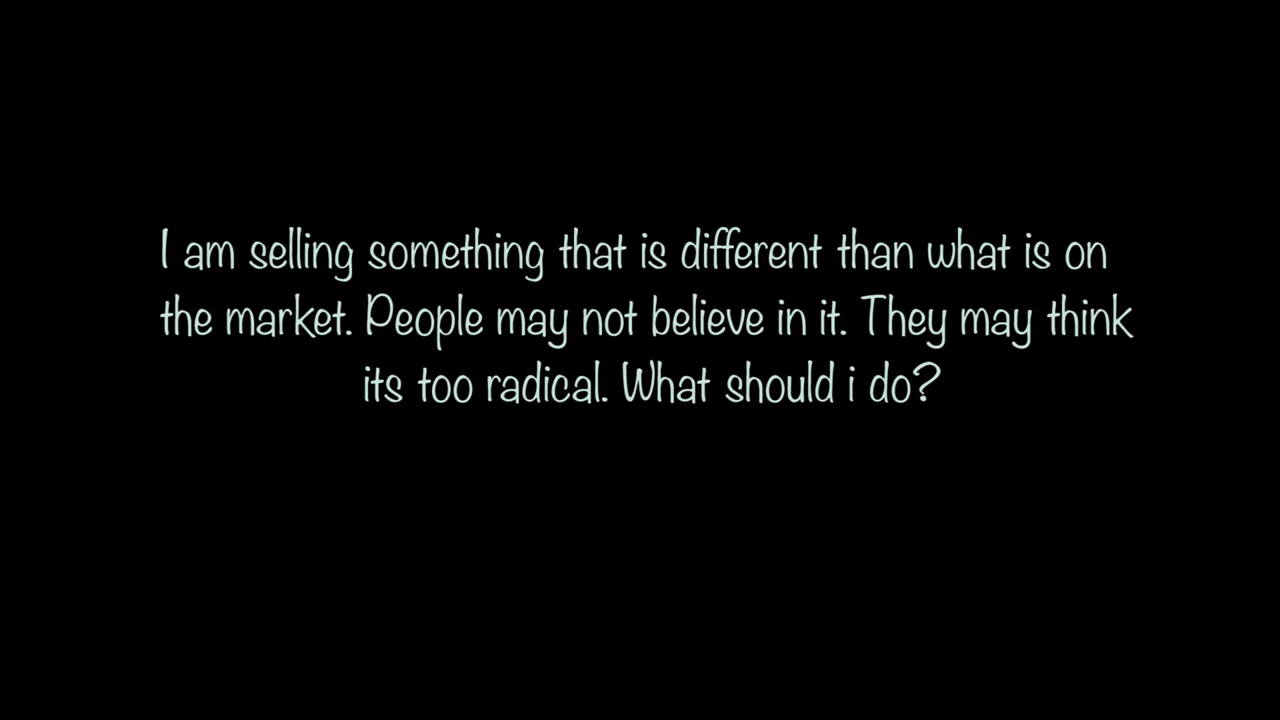 I am selling something that is different than what is on
the market. People may not believe in it. They may think
its too radical. What should i do?